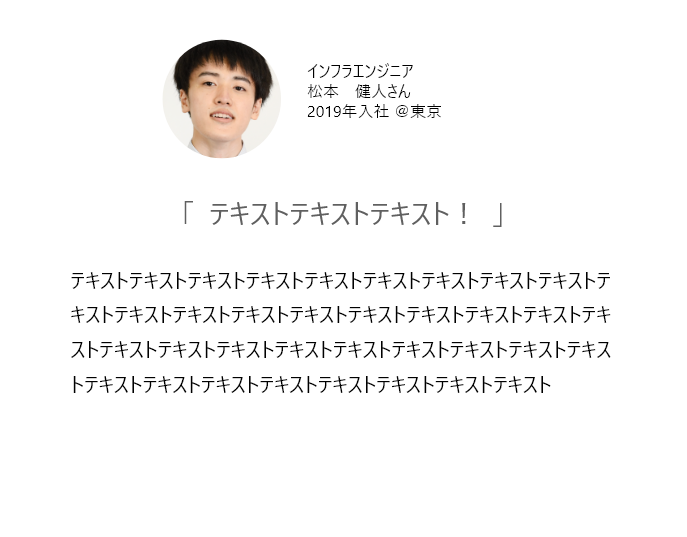 インフラエンジニア
松本　健人さん
2019年入社 ＠東京
「 テキストテキストテキスト！ 」
テキストテキストテキストテキストテキストテキストテキストテキストテキストテ
キストテキストテキストテキストテキストテキストテキストテキストテキストテキ
ストテキストテキストテキストテキストテキストテキストテキストテキストテキス
トテキストテキストテキストテキストテキストテキストテキストテキスト